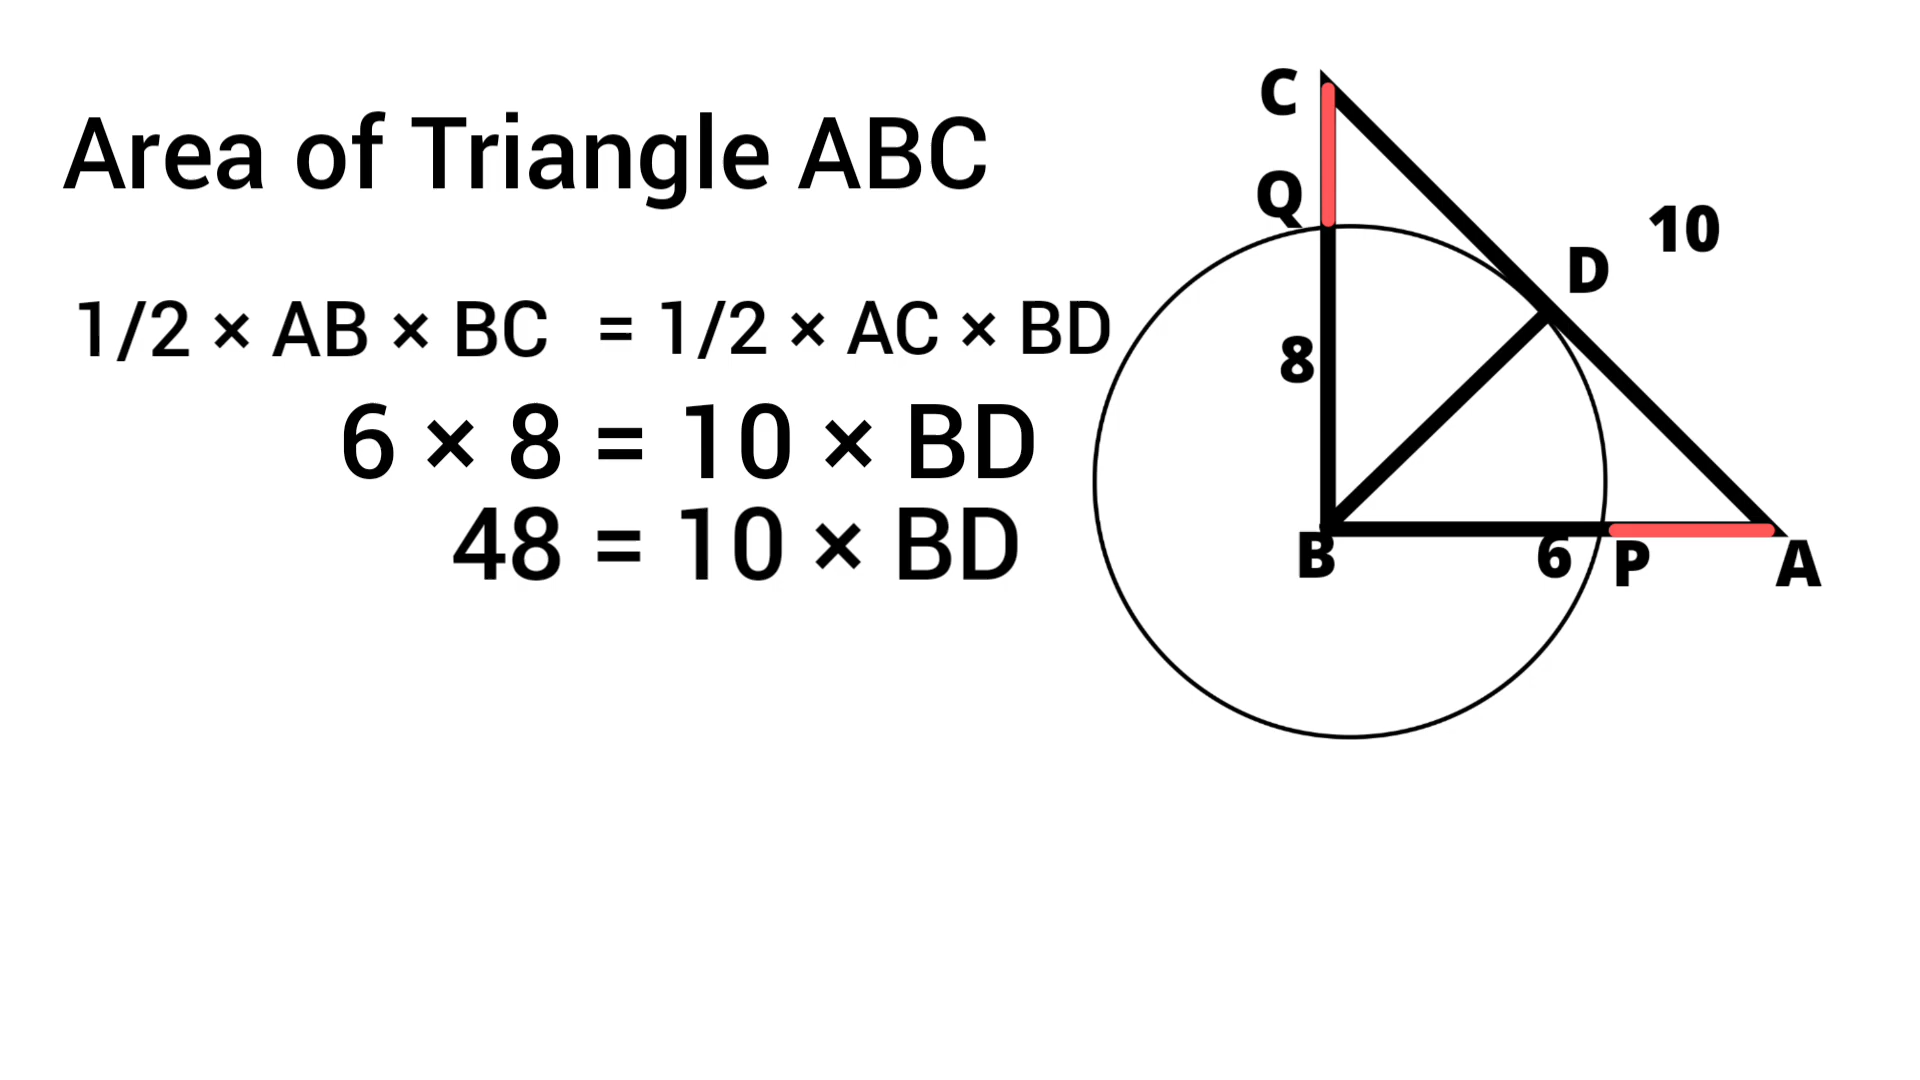 Area of Triangle ABC
1/2 × AB × BC = 1/2 × AC × BD
6 × 8 = 10 × BD
48 = 10 × BD
C
Q
10
D
8
B
6
P
A